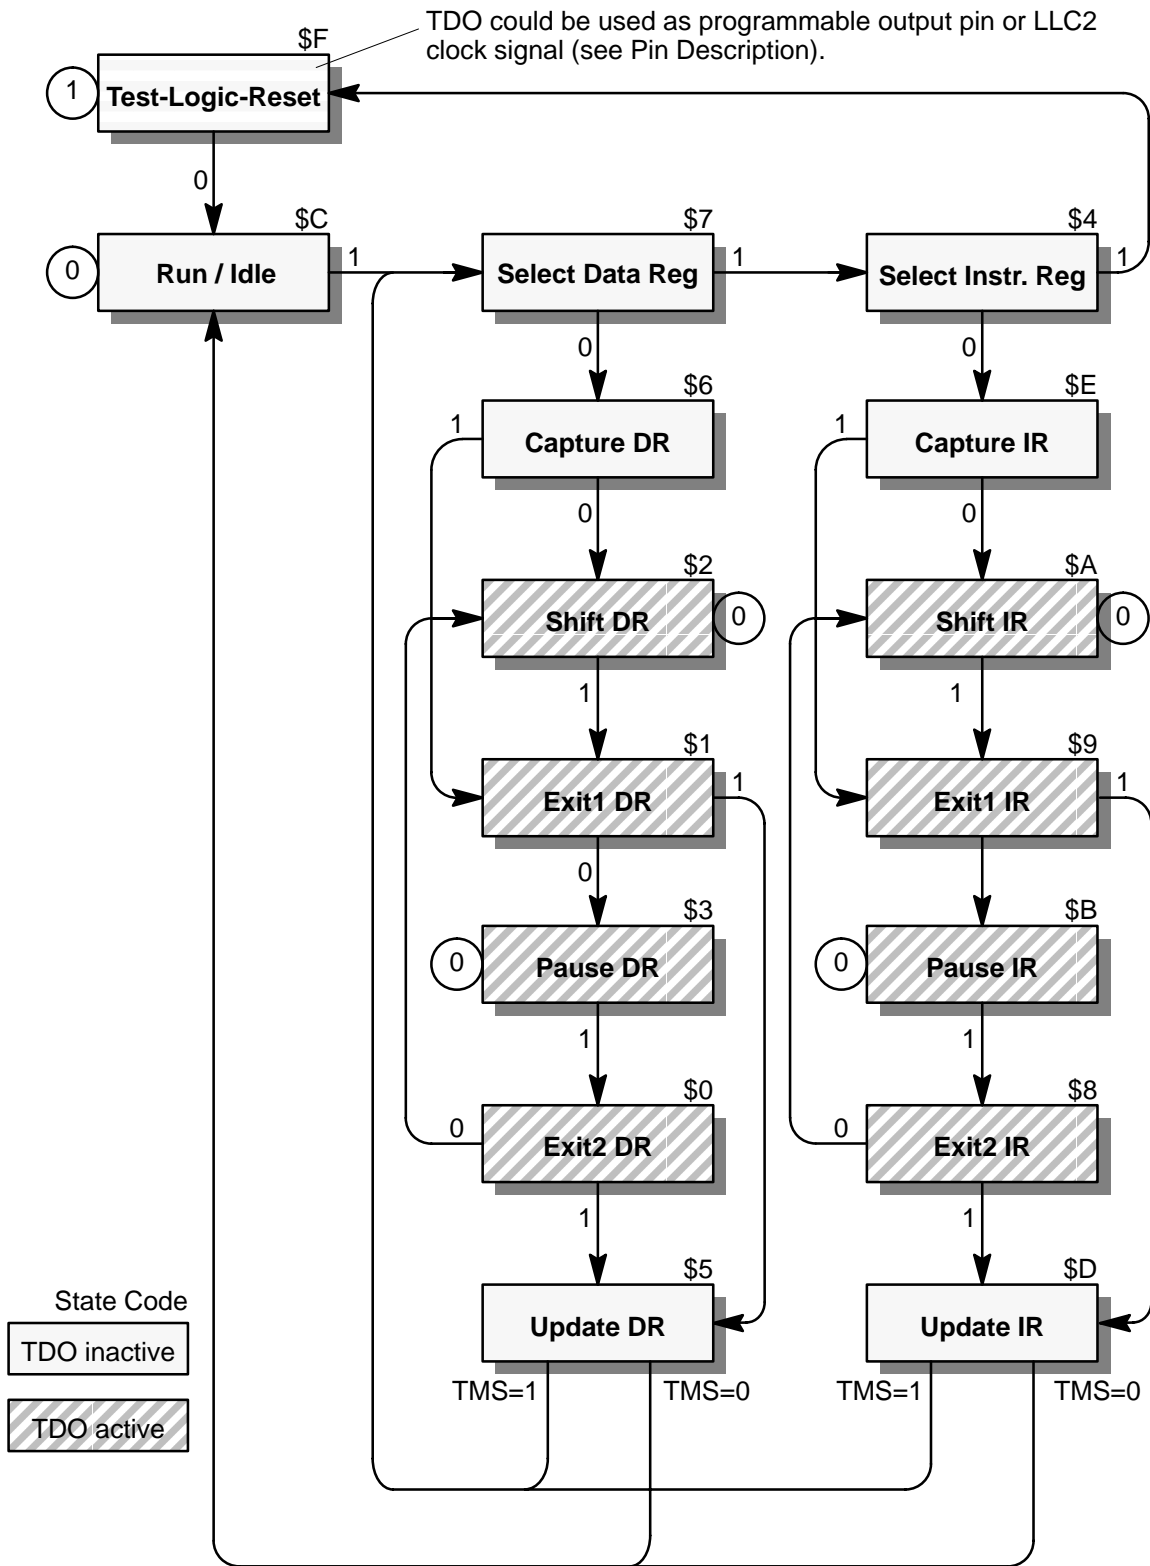 TDO could be used as programmable output pin or LLC2
clock signal (see Pin Description).
$F
1
Test-Logic-Reset
0
$C
0
Run / Idle
1
$7
Select Data Reg
1
$4
Select Instr. Reg
1
0
0
$6
1
Capture DR
$E
1
Capture IR
0
0
$2
Shift DR
0
$A
Shift IR
0
1
1
$1
Exit1 DR
1
$9
Exit1 IR
1
0
$3
0
Pause DR
$B
0
Pause IR
1
1
$0
0
Exit2 DR
$8
0
Exit2 IR
1
1
$5
Update DR
$D
Update IR
TMS=1
TMS=0
TMS=1
TMS=0
State Code
TDO inactive
TDO active